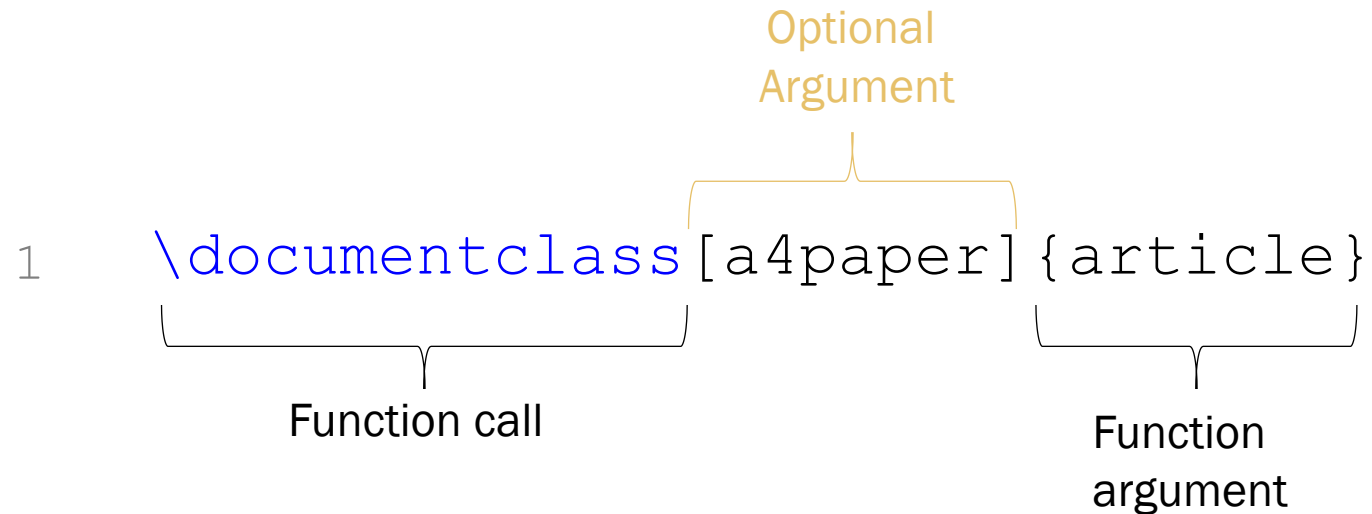 Optional
Argument
1 \documentclass[a4paper]{article}
Function call
Function
argument